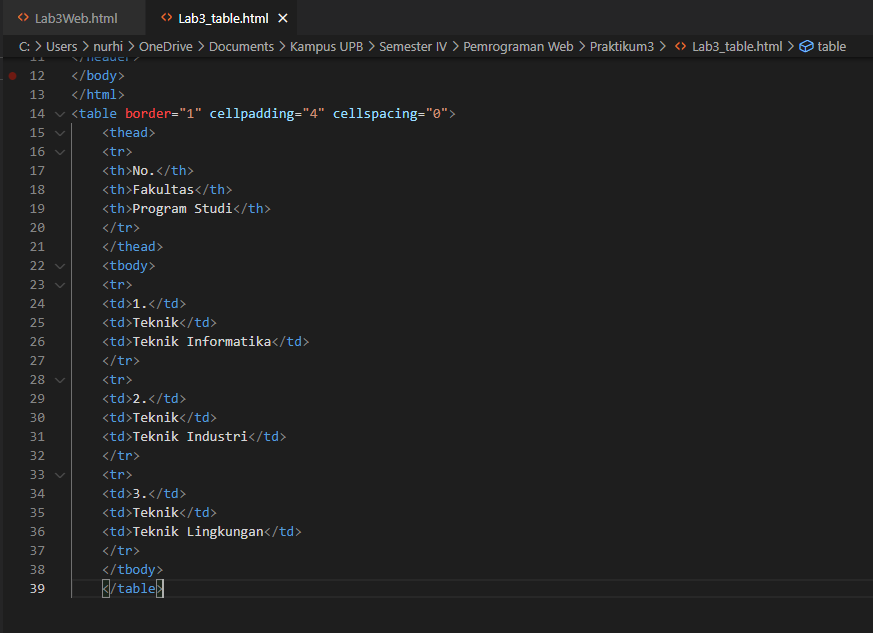 Lab3Web.html Lab3_table.html
C: > Users > nurhi > OneDrive > Documents > Kampus UPB > Semester IV > Pemrograman Web > Praktikum3 > Lab3_table.html > table
11 </header>
12 </body>
13 </html>
14 <table border="1" cellpadding="4" cellspacing="0">
15 <thead>
16 <tr>
17 <th>No.</th>
18 <th>Fakultas</th>
19 <th>Program Studi</th>
20 </tr>
21 </thead>
22 <tbody>
23 <tr>
24 <td>1.</td>
25 <td>Teknik</td>
26 <td>Teknik Informatika</td>
27 </tr>
28 <tr>
29 <td>2.</td>
30 <td>Teknik</td>
31 <td>Teknik Industri</td>
32 </tr>
33 <tr>
34 <td>3.</td>
35 <td>Teknik</td>
36 <td>Teknik Lingkungan</td>
37 </tr>
38 </tbody>
39 </table>